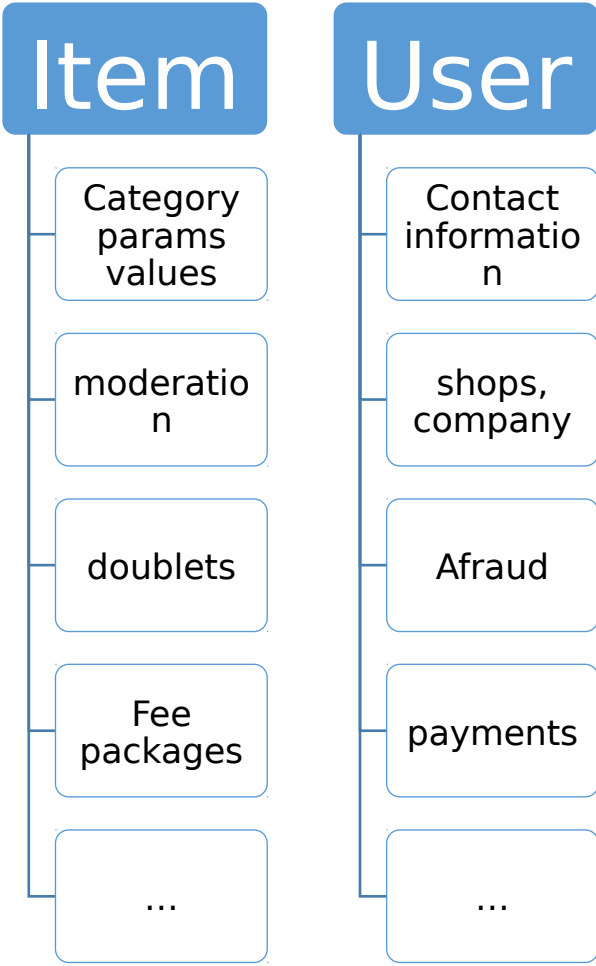 Item
Category
params
values
moderatio
n
doublets
Fee
packages
...
User
Contact
informatio
n
shops,
company
Afraud
payments
...